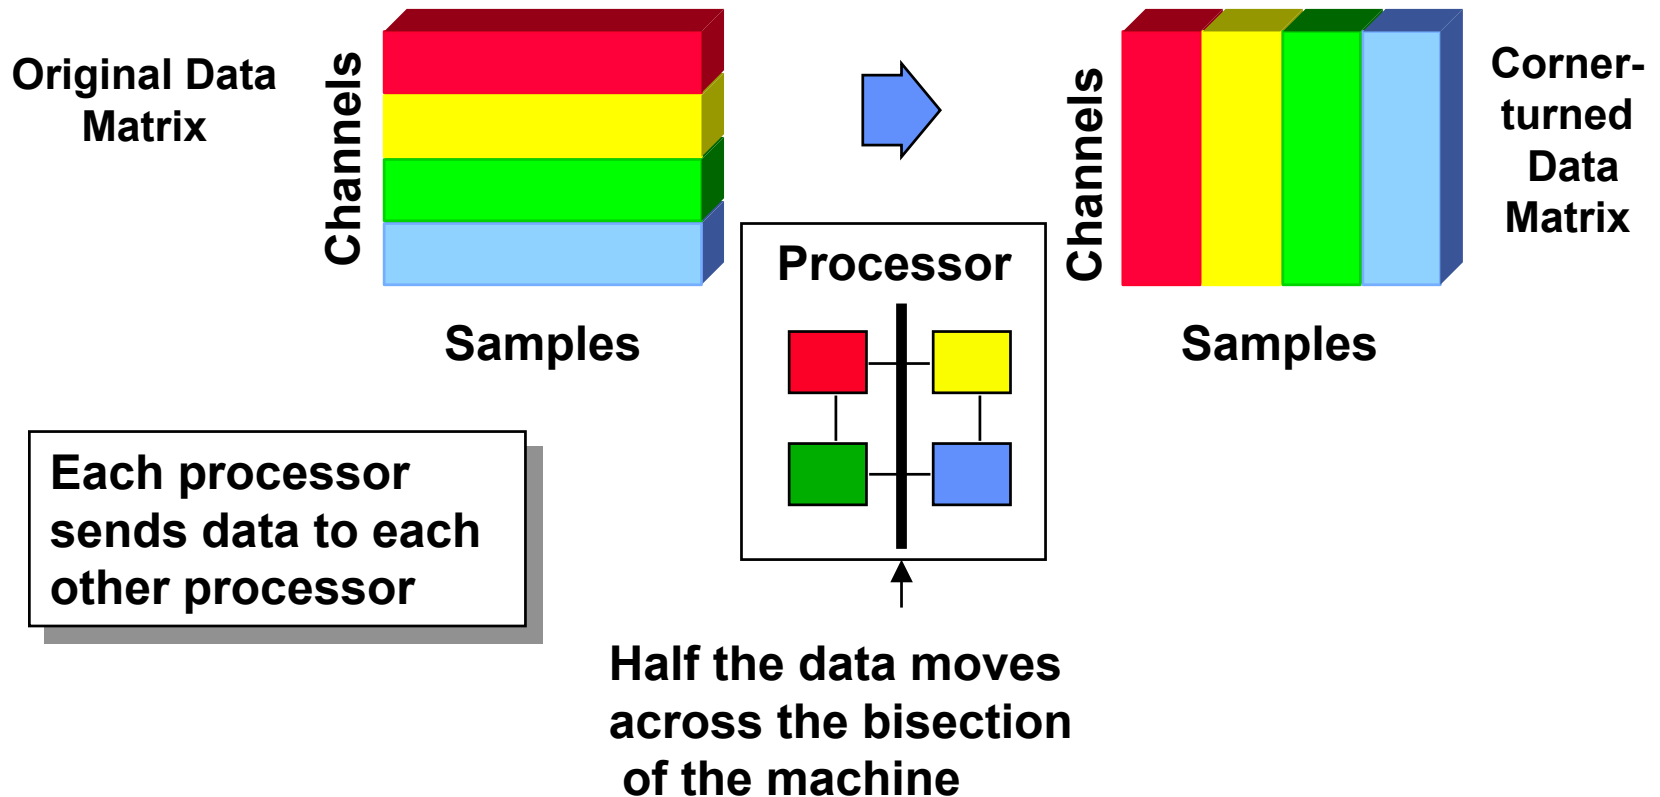 Original Data
Matrix
Channels
Samples
Processor
Channels
Samples
Corner-
turned
Data
Matrix
Each processor
sends data to each
other processor
Half the data moves
across the bisection
of the machine